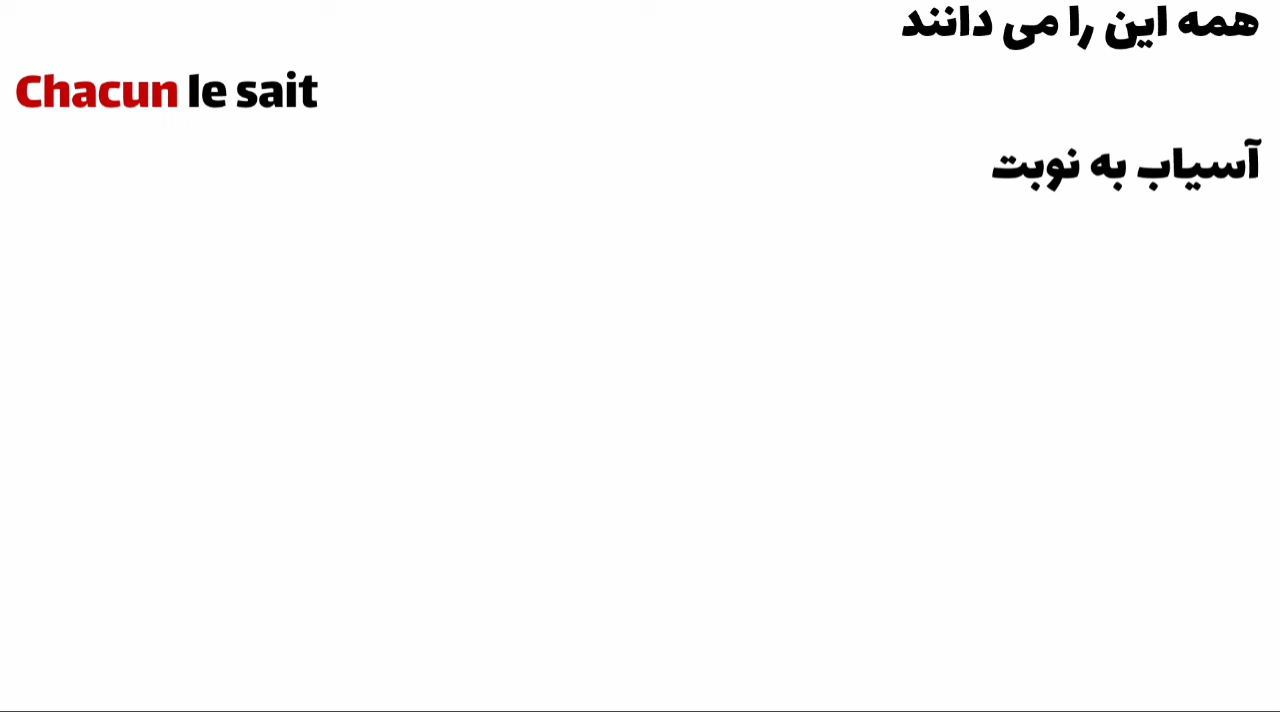 همه این را می دانند
Chacun le sait
آسیاب به نوبت